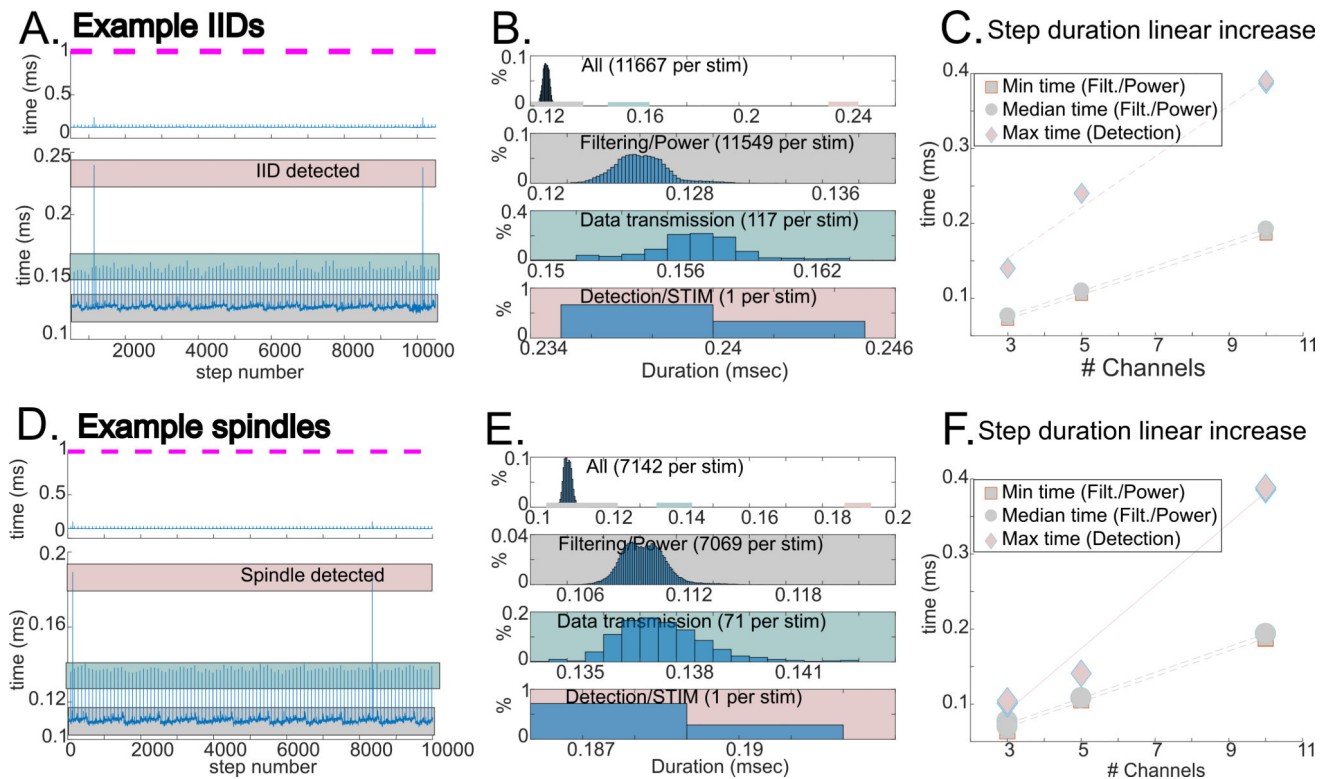 A. Example IIDs
time (ms)
1
0.5
0
time (ms)
0.25
0.2
0.15
0.1
IID detected
2000 4000 6000 8000 10000
step number
B.
%
0.1
0
All (11667 per stim)
0.12 0.16 0.2 0.24
%
0.1
0
Filtering/Power (11549 per stim)
0.12 0.128 0.136
%
0.4
0
Data transmission (117 per stim)
0.15 0.156 0.162
%
1
0
Detection/STIM (1 per stim)
0.234 0.24 0.246
Duration (msec)
C. Step duration linear increase
time (ms)
0.4
0.3
0.2
0.1
Min time (Filt./Power)
Median time (Filt./Power)
Max time (Detection)
3 5 7 9 11
# Channels
D. Example spindles
time (ms)
1
0.5
0
time (ms)
0.2
0.16
0.12
0.1
Spindle detected
0 2000 4000 6000 8000 10000
step number
E.
%
0.1
0
All (7142 per stim)
0.1 0.12 0.14 0.16 0.18 0.2
%
0.04
0
Filtering/Power (7069 per stim)
0.106 0.112 0.118
%
0.2
0
Data transmission (71 per stim)
0.135 0.138 0.141
%
1
0
Detection/STIM (1 per stim)
0.187 0.19
Duration (msec)
F. Step duration linear increase
time (ms)
0.4
0.3
0.2
0.1
Min time (Filt./Power)
Median time (Filt./Power)
Max time (Detection)
3 5 7 9 11
# Channels